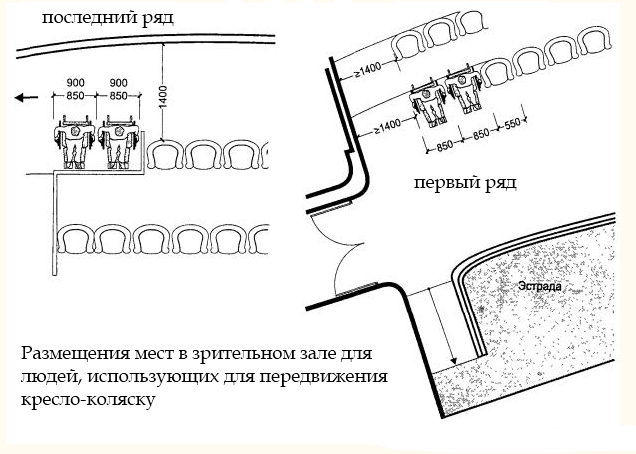 последний ряд
900 900
850 850
1400
≥1400
≥1400
850 850 550
первый ряд
Эстрада
Размещения мест в зрительном зале для
людей, использующих для передвижения
кресло-коляску